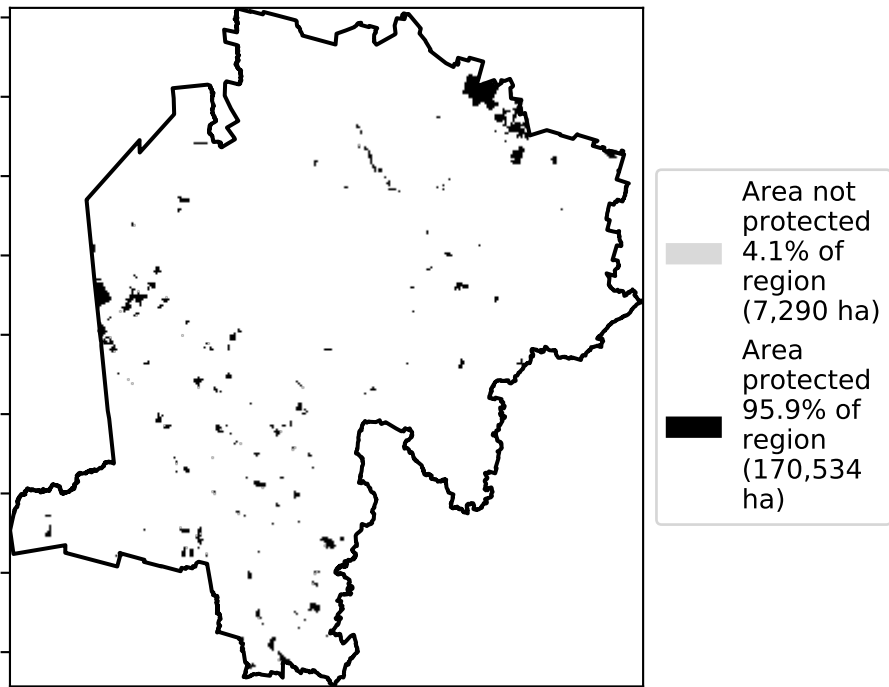 Area not
protected
4.1% of
region
(7,290 ha)
Area
protected
95.9% of
region
(170,534
ha)